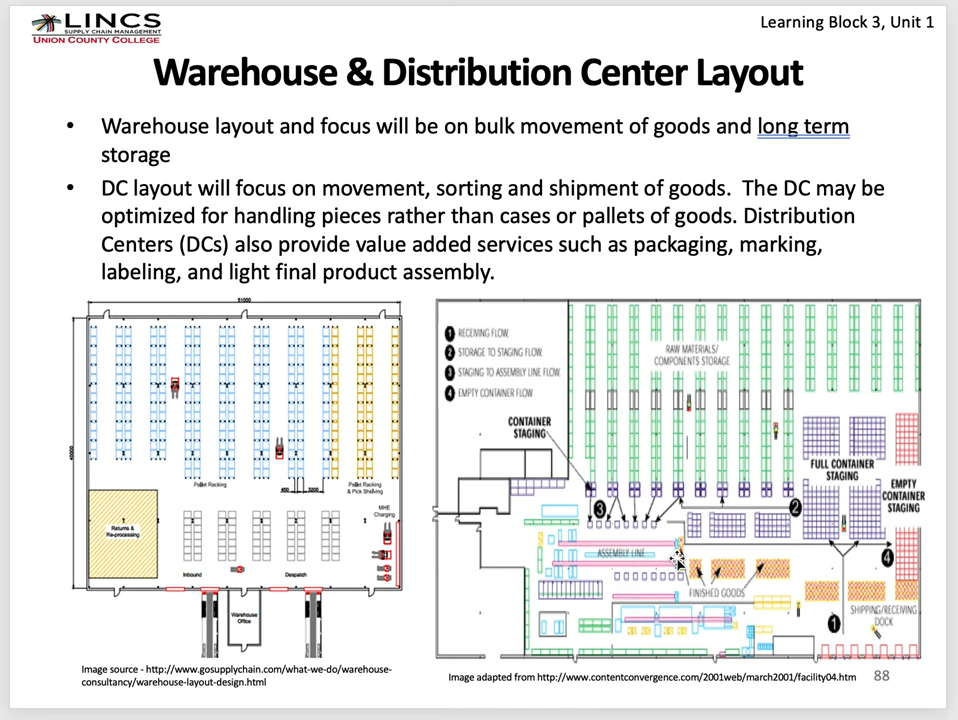 LINCS
SUPPLY CHAIN MANAGEMENT
UNION COUNTY COLLEGE
Learning Block 3, Unit 1
Warehouse & Distribution Center Layout
• Warehouse layout and focus will be on bulk movement of goods and long term
storage
• DC layout will focus on movement, sorting and shipment of goods. The DC may be
optimized for handling pieces rather than cases or pallets of goods. Distribution
Centers (DCs) also provide value added services such as packaging, marking,
labeling, and light final product assembly.
Pallet Racking
Pallet Racking
& Pick Shelving
3200
MHE
Charging
Returns &
Re-processing
Inbound
Despatch
Warehouse
Office
1 RECEIVING FLOW
2 STORAGE TO STAGING FLOW
3 STAGING TO ASSEMBLY LINE FLOW
4 EMPTY CONTAINER FLOW
RAW MATERIALS/
COMPONENTS STORAGE
CONTAINER
STAGING
FULL CONTAINER
STAGING
EMPTY
CONTAINER
STAGING
3
2
ASSEMBLY LINE
4
FINISHED GOODS
SHIPPING/RECEIVING
DOCK
1
Image source - http://www.gosupplychain.com/what-we-do/warehouse-
consultancy/warehouse-layout-design.html
Image adapted from http://www.contentconvergence.com/2001web/march2001/facility04.htm
88